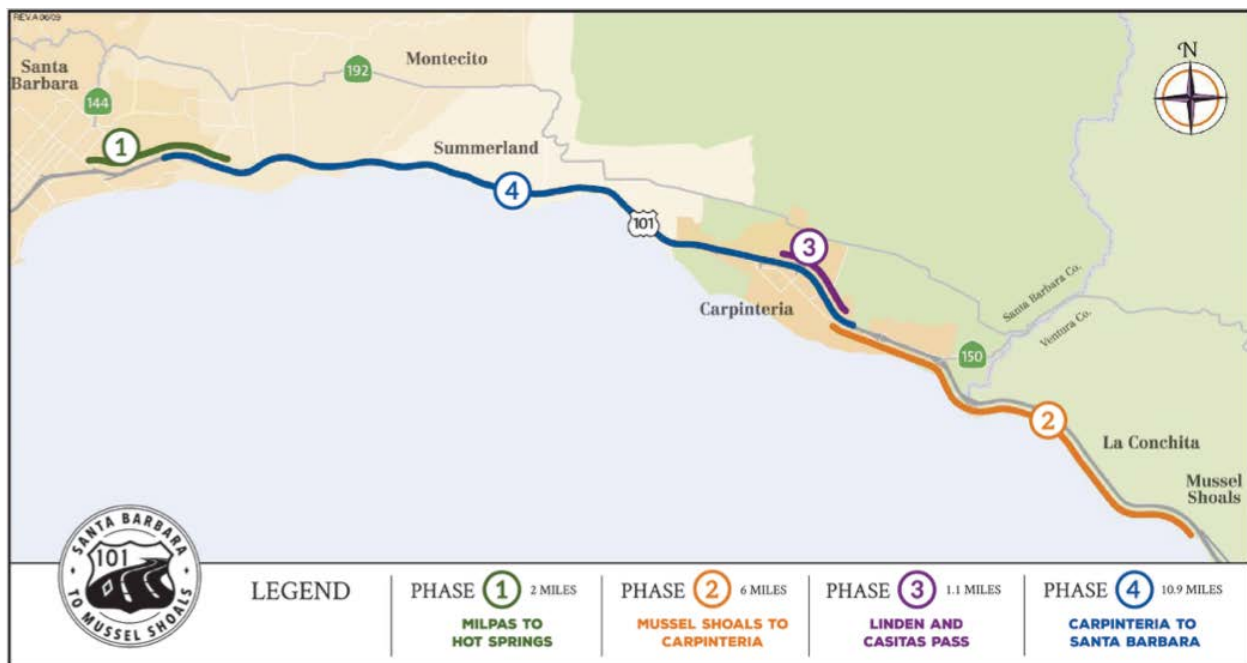 REV.A 06/09
Santa
Barbara
144
192
Montecito
N
1
Summerland
4
101
3
Carpinteria
Santa Barbara Co.
Ventura Co.
150
2
La Conchita
Mussel
Shoals
SANTA BARBARA
101
TO MUSSEL SHOALS
LEGEND
PHASE 1 2 MILES
MILPAS TO
HOT SPRINGS
PHASE 2 6 MILES
MUSSEL SHOALS TO
CARPINTERIA
PHASE 3 1.1 MILES
LINDEN AND
CASITAS PASS
PHASE 4 10.9 MILES
CARPINTERIA TO
SANTA BARBARA